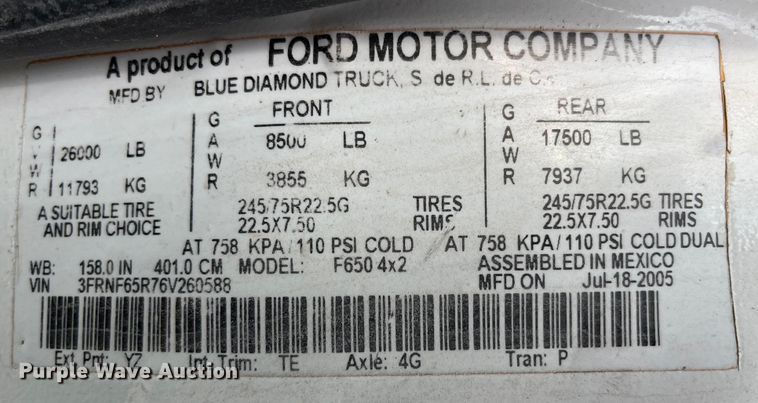 A product of FORD MOTOR COMPANY
MFD BY BLUE DIAMOND TRUCK, S. de R.L. de C.
G FRONT G REAR G
V 26000 LB A 8500 LB A 17500 LB
W W W
R 11793 KG R 3855 KG R 7937 KG
A SUITABLE TIRE 245/75R22.5G TIRES 245/75R22.5G TIRES
AND RIM CHOICE 22.5X7.50 RIMS 22.5X7.50 RIMS
AT 758 KPA/110 PSI COLD AT 758 KPA/110 PSI COLD DUAL
WB: 158.0 IN 401.0 CM MODEL: F650 4x2 ASSEMBLED IN MEXICO
VIN 3FRNF65R76V260588 MFD ON Jul-18-2005
Ext. Pnt: YZ Int. Trim: TE Axle: 4G Tran: P
Purple Wave Auction